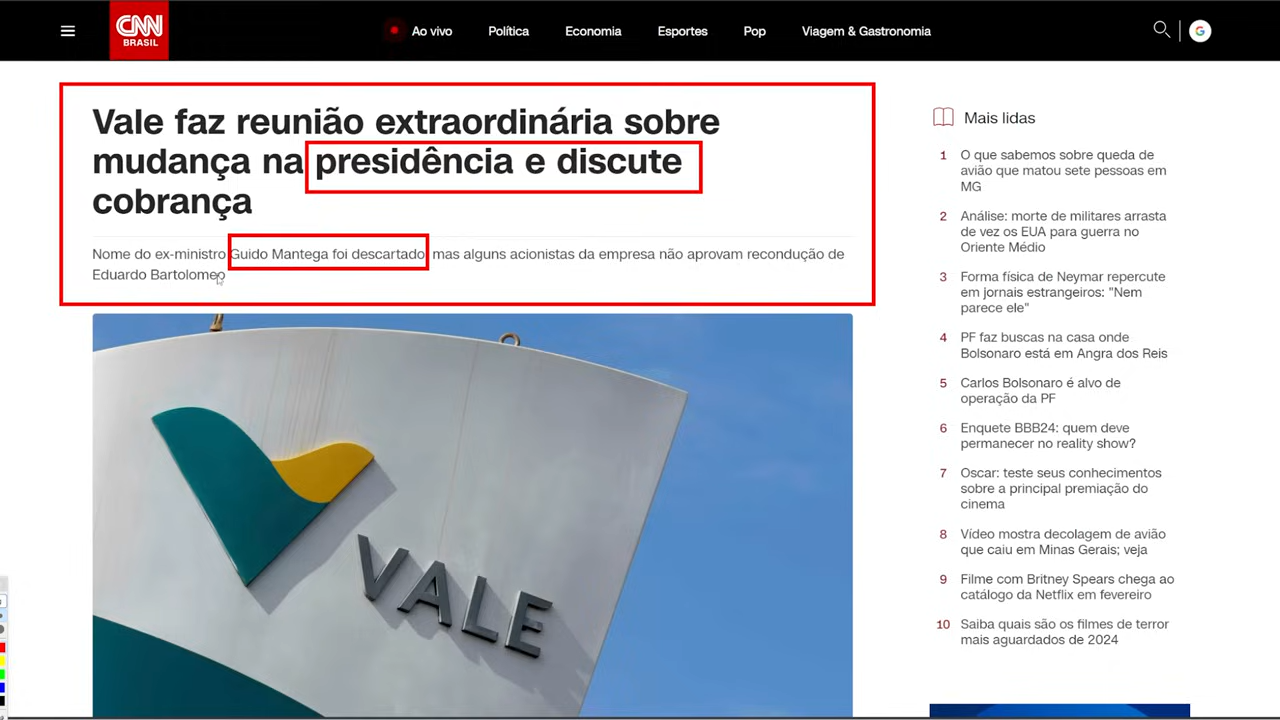 CNN
BRASIL
Ao vivo
Política
Economia
Esportes
Pop
Viagem & Gastronomia
G
Vale faz reunião extraordinária sobre
mudança na presidência e discute
cobrança
Nome do ex-ministro Guido Mantega foi descartado, mas alguns acionistas da empresa não aprovam recondução de
Eduardo Bartolomeo
VALE
Mais lidas
1 O que sabemos sobre queda de
avião que matou sete pessoas em
MG
2 Análise: morte de militares arrasta
de vez os EUA para guerra no
Oriente Médio
3 Forma física de Neymar repercute
em jornais estrangeiros: "Nem
parece ele"
4 PF faz buscas na casa onde
Bolsonaro está em Angra dos Reis
5 Carlos Bolsonaro é alvo de
operação da PF
6 Enquete BBB24: quem deve
permanecer no reality show?
7 Oscar: teste seus conhecimentos
sobre a principal premiação do
cinema
8 Vídeo mostra decolagem de avião
que caiu em Minas Gerais; veja
9 Filme com Britney Spears chega ao
catálogo da Netflix em fevereiro
10 Saiba quais são os filmes de terror
mais aguardados de 2024